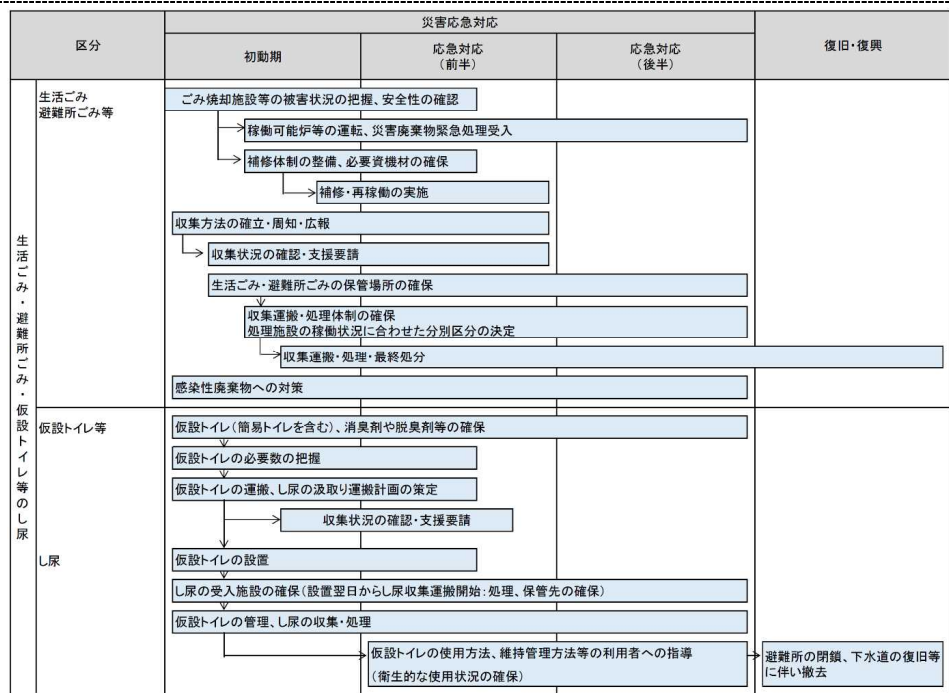 区分
災害応急対応
初動期
応急対応
(前半)
応急対応
(後半)
復旧・復興
生活ごみ・避難所ごみ・仮設トイレ等のし尿
生活ごみ
避難所ごみ等
ごみ焼却施設等の被害状況の把握、安全性の確認
稼働可能炉等の運転、災害廃棄物緊急処理受入
補修体制の整備、必要資機材の確保
補修・再稼働の実施
収集方法の確立・周知・広報
収集状況の確認・支援要請
生活ごみ・避難所ごみの保管場所の確保
収集運搬・処理体制の確保
処理施設の稼働状況に合わせた分別区分の決定
収集運搬・処理・最終処分
感染性廃棄物への対策
仮設トイレ等
仮設トイレ(簡易トイレを含む)、消臭剤や脱臭剤等の確保
仮設トイレの必要数の把握
仮設トイレの運搬、し尿の汲取り運搬計画の策定
収集状況の確認・支援要請
し尿
仮設トイレの設置
し尿の受入施設の確保(設置翌日からし尿収集運搬開始:処理、保管先の確保)
仮設トイレの管理、し尿の収集・処理
仮設トイレの使用方法、維持管理方法等の利用者への指導
(衛生的な使用状況の確保)
避難所の閉鎖、下水道の復旧等
に伴い撤去